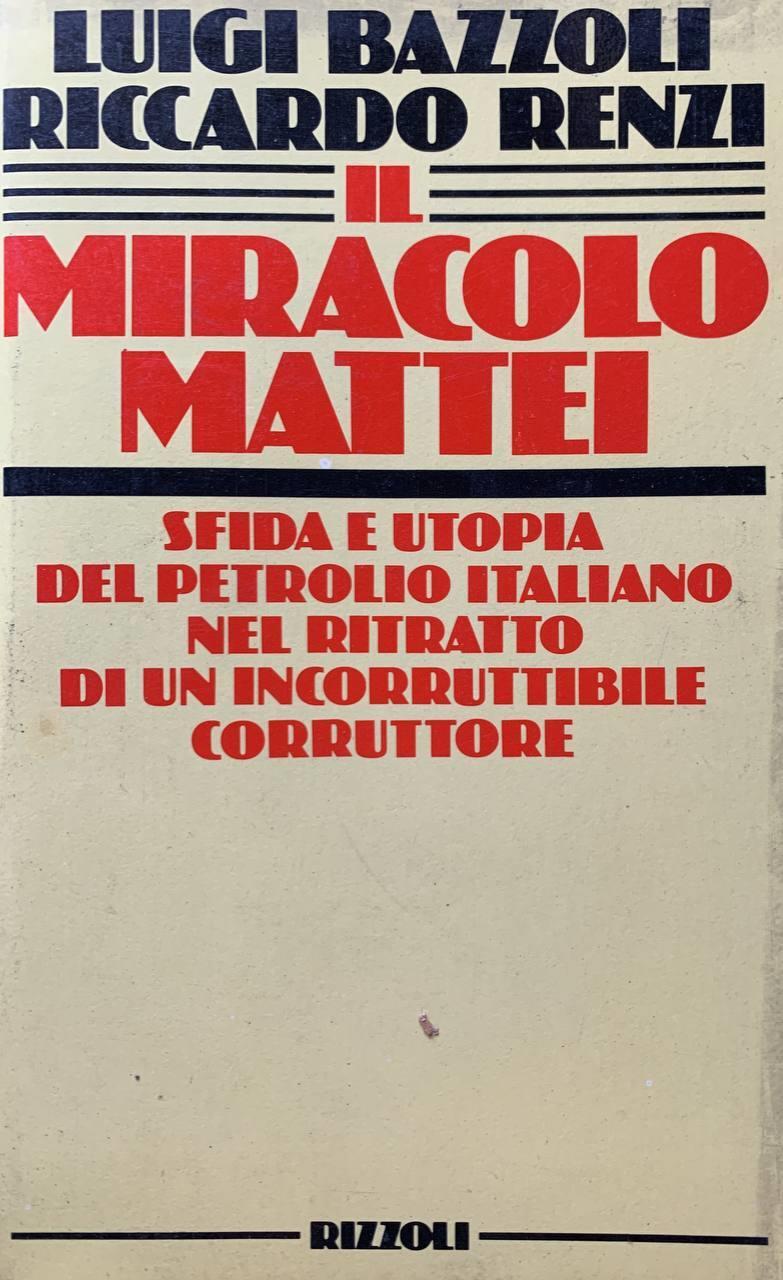 LUIGI BAZZOLI
RICCARDO RENZI
IL
MIRACOLO
MATTEI
SFIDA E UTOPIA
DEL PETROLIO ITALIANO
NEL RITRATTO
DI UN INCORRUTTIBILE
CORRUTTORE
RIZZOLI